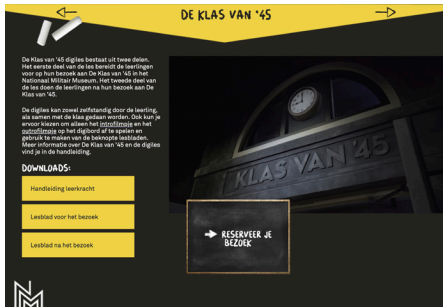 DE KLAS VAN '45
De Klas van '45 digiles bestaat uit twee delen.
Het eerste deel van de les bereidt de leerlingen
voor op hun bezoek aan De Klas van '45 in het
Nationaal Militair Museum. Het tweede deel van
de les doen de leerlingen na hun bezoek aan De
Klas van '45.
De digiles kan zowel zelfstandig door de leerling,
als samen met de klas gedaan worden. Ook kun je
ervoor kiezen om alleen het introfilmpje en het
outrofilmpje op het digibord af te spelen en
gebruik te maken van de beknopte lesbladen.
Meer informatie over De Klas van '45 en de digiles
vind je in de handleiding.
DOWNLOADS:
Handleiding leerkracht
Lesblad voor het bezoek
Lesblad na het bezoek
KLAS VAN '45
RESERVEER JE
BEZOEK